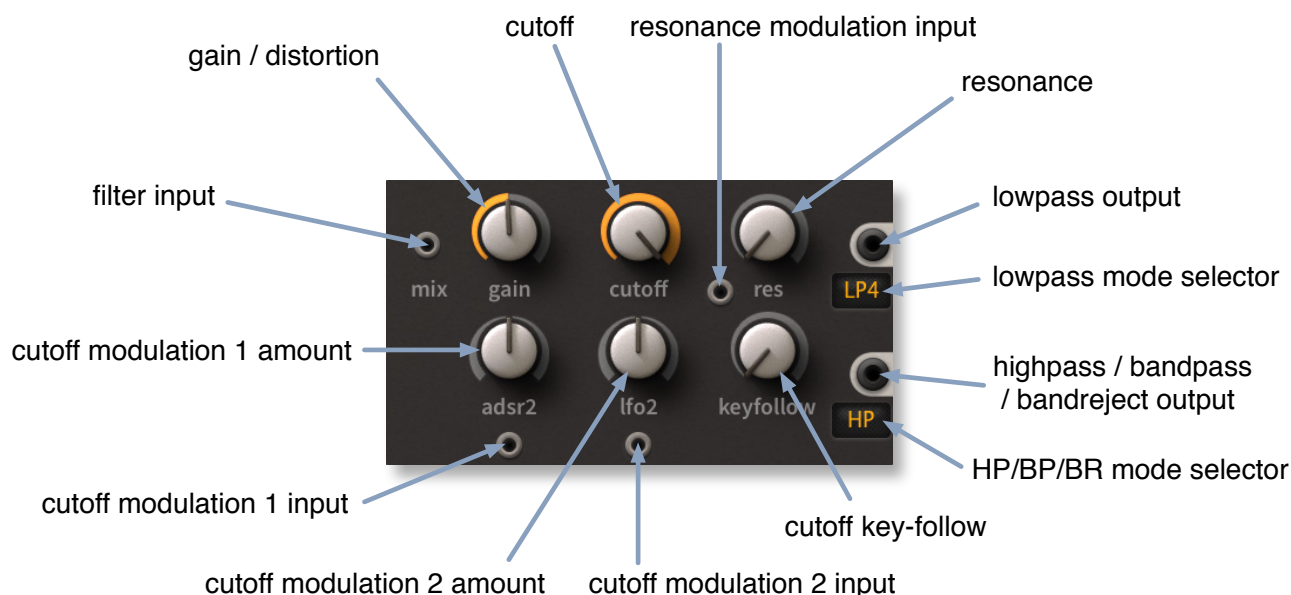 cutoff
resonance modulation input
gain / distortion
resonance
filter input
lowpass output
mix
gain
cutoff
res
LP4
lowpass mode selector
cutoff modulation 1 amount
highpass / bandpass
/ bandreject output
adsr2
lfo2
keyfollow
HP
HP/BP/BR mode selector
cutoff modulation 1 input
cutoff key-follow
cutoff modulation 2 amount
cutoff modulation 2 input